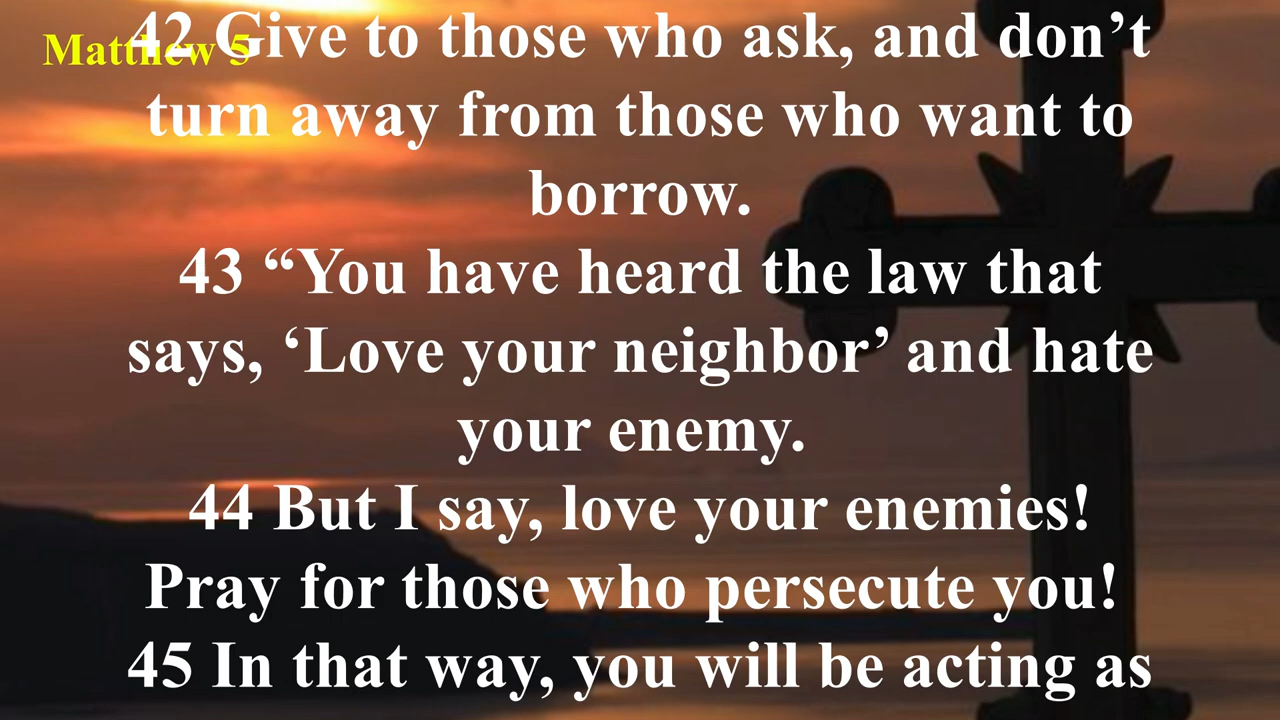 Matthew 5
42 Give to those who ask, and don’t
turn away from those who want to
borrow.
43 “You have heard the law that
says, ‘Love your neighbor’ and hate
your enemy.
44 But I say, love your enemies!
Pray for those who persecute you!
45 In that way, you will be acting as